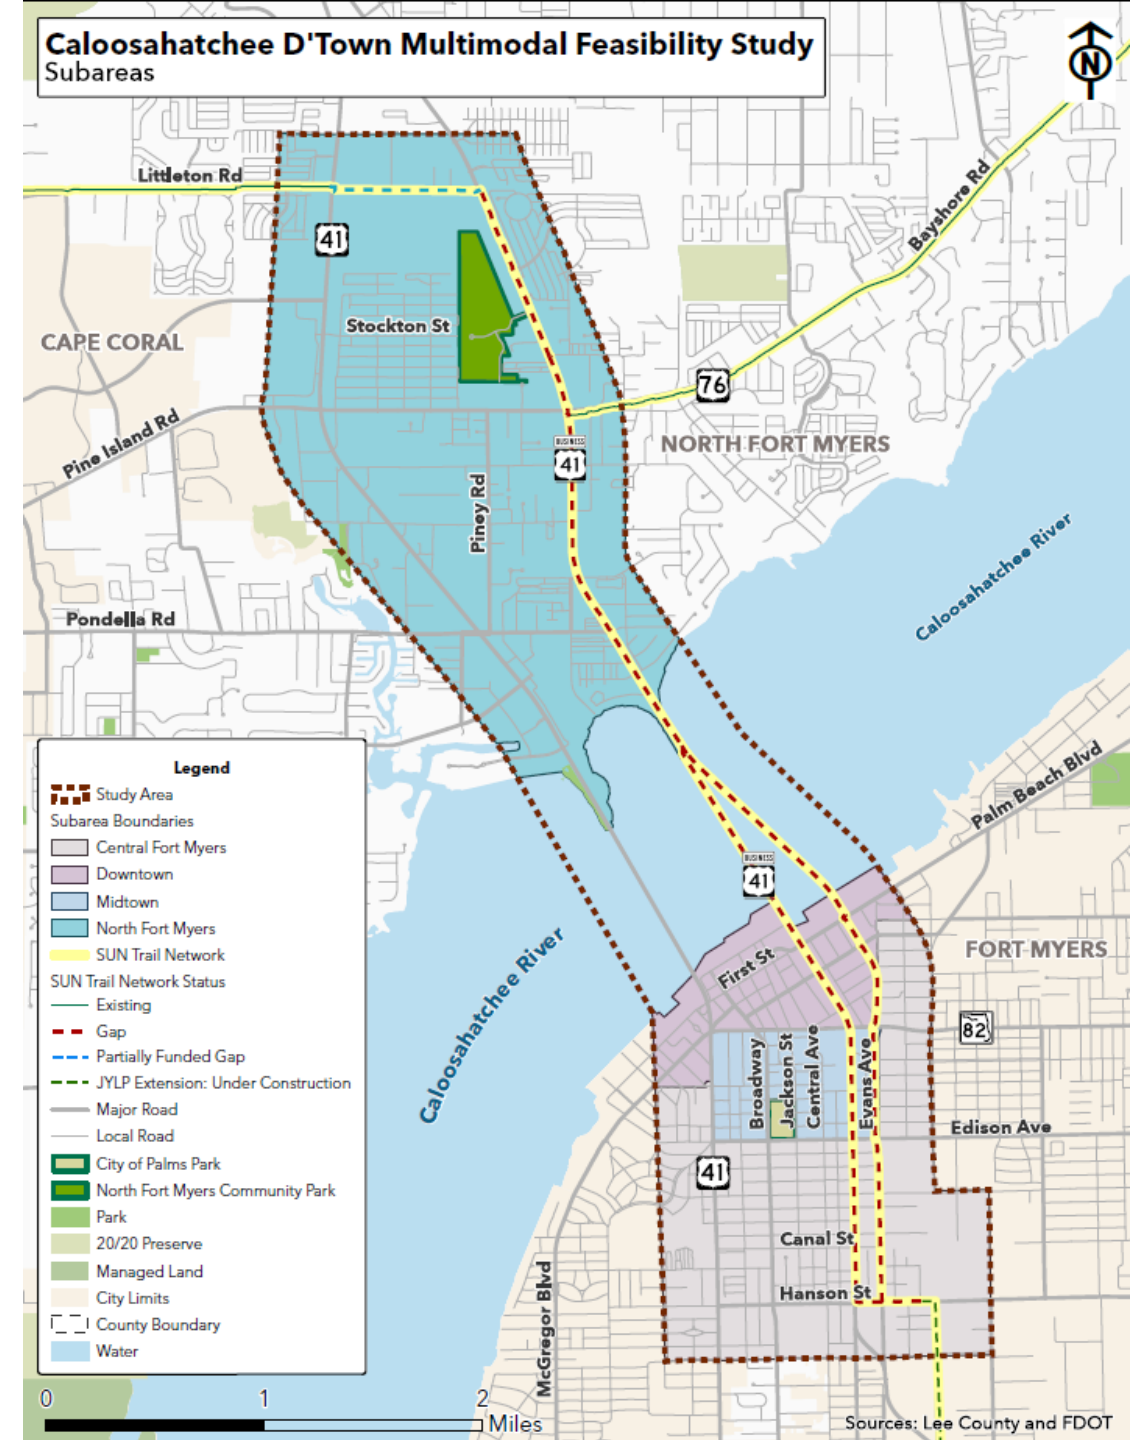 Caloosahatchee D'Town Multimodal Feasibility Study
Subareas
N
Littleton Rd
41
Bayshore Rd
Stockton St
CAPE CORAL
76
Pine Island Rd
NORTH FORT MYERS
BUSINESS
41
Piney Rd
Caloosahatchee River
Pondella Rd
Palm Beach Blvd
BUSINESS
41
FORT MYERS
First St
Caloosahatchee River
82
Broadway
Jackson St
Central Ave
Evans Ave
Edison Ave
41
Canal St
Hanson St
McGregor Blvd
Legend
Study Area
Subarea Boundaries
Central Fort Myers
Downtown
Midtown
North Fort Myers
SUN Trail Network
SUN Trail Network Status
Existing
Gap
Partially Funded Gap
JYLP Extension: Under Construction
Major Road
Local Road
City of Palms Park
North Fort Myers Community Park
Park
20/20 Preserve
Managed Land
City Limits
County Boundary
Water
0 1 2
Miles
Sources: Lee County and FDOT